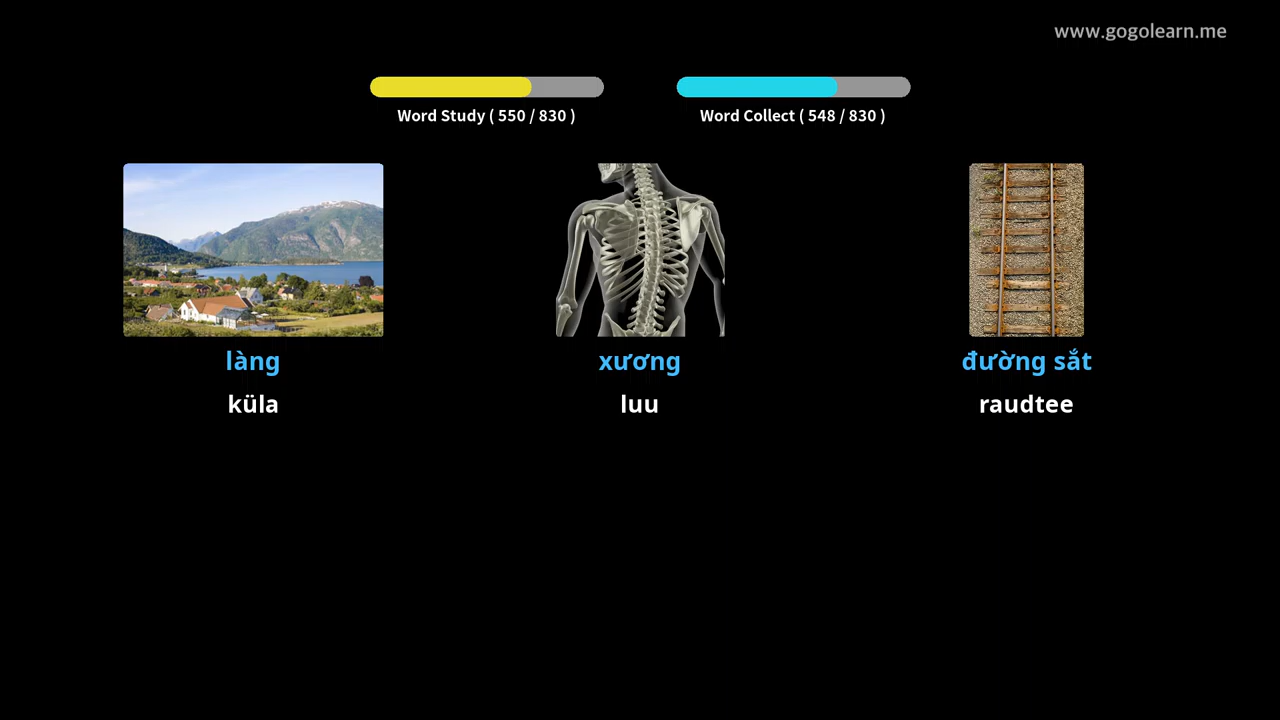 www.gogolearn.me
Word Study ( 550 / 830 )
Word Collect ( 548 / 830 )
làng
xương
đường sắt
küla
luu
raudtee